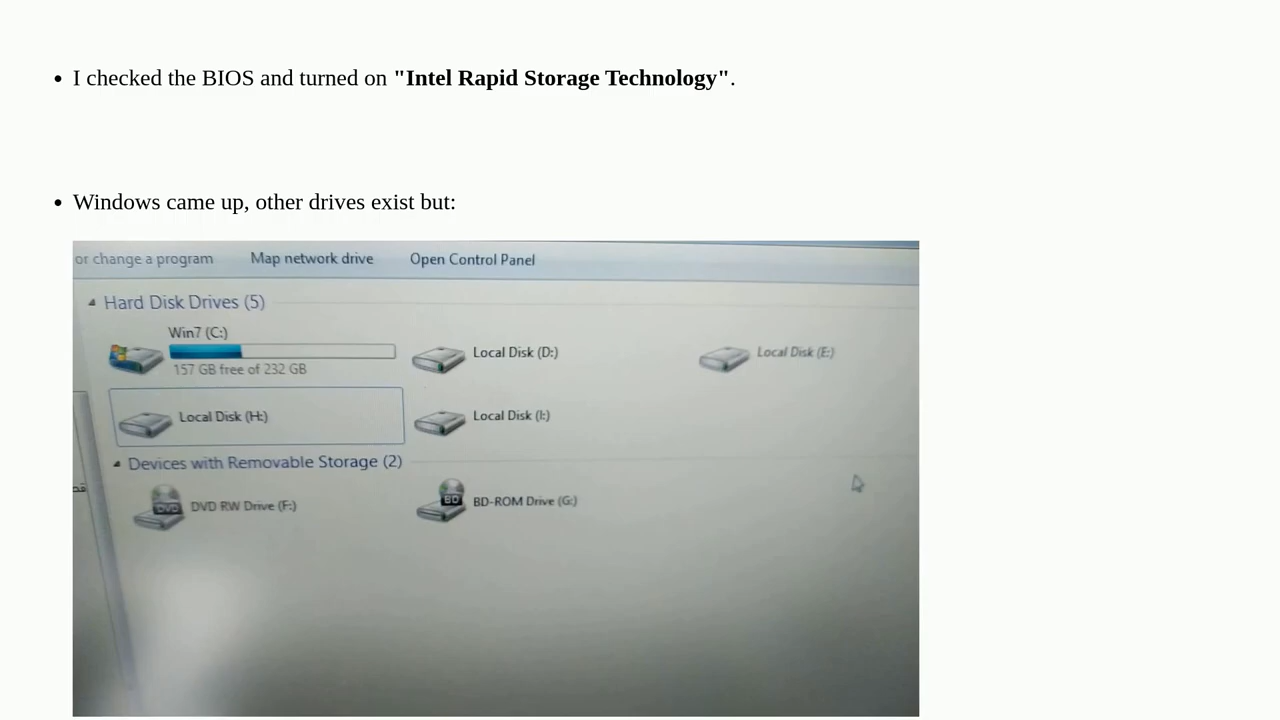 I checked the BIOS and turned on "Intel Rapid Storage Technology".
Windows came up, other drives exist but:
or change a program Map network drive Open Control Panel
Hard Disk Drives (5)
Win7 (C:)
157 GB free of 232 GB
Local Disk (D:)
Local Disk (E:)
Local Disk (H:)
Local Disk (I:)
Devices with Removable Storage (2)
DVD
DVD RW Drive (F:)
BD
BD-ROM Drive (G:)